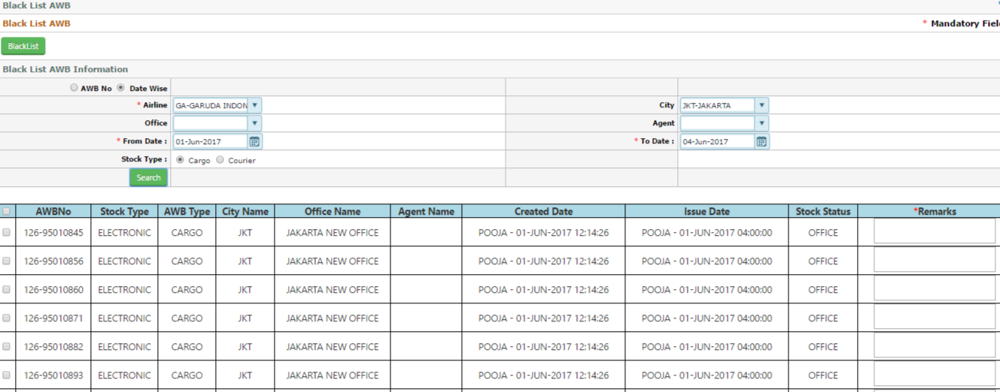 Black List AWB
Black List AWB * Mandatory Fiel
BlackList
Black List AWB Information
AWB No Date Wise
* Airline GA-GARUDA INDON City JKT-JAKARTA
Office Agent
* From Date : 01-Jun-2017 * To Date : 04-Jun-2017
Stock Type : Cargo Courier
Search
AWBNo Stock Type AWB Type City Name Office Name Agent Name Created Date Issue Date Stock Status *Remarks
126-95010845 ELECTRONIC CARGO JKT JAKARTA NEW OFFICE POOJA - 01-JUN-2017 12:14:26 POOJA - 01-JUN-2017 04:00:00 OFFICE
126-95010856 ELECTRONIC CARGO JKT JAKARTA NEW OFFICE POOJA - 01-JUN-2017 12:14:26 POOJA - 01-JUN-2017 04:00:00 OFFICE
126-95010860 ELECTRONIC CARGO JKT JAKARTA NEW OFFICE POOJA - 01-JUN-2017 12:14:26 POOJA - 01-JUN-2017 04:00:00 OFFICE
126-95010871 ELECTRONIC CARGO JKT JAKARTA NEW OFFICE POOJA - 01-JUN-2017 12:14:26 POOJA - 01-JUN-2017 04:00:00 OFFICE
126-95010882 ELECTRONIC CARGO JKT JAKARTA NEW OFFICE POOJA - 01-JUN-2017 12:14:26 POOJA - 01-JUN-2017 04:00:00 OFFICE
126-95010893 ELECTRONIC CARGO JKT JAKARTA NEW OFFICE POOJA - 01-JUN-2017 12:14:26 POOJA - 01-JUN-2017 04:00:00 OFFICE